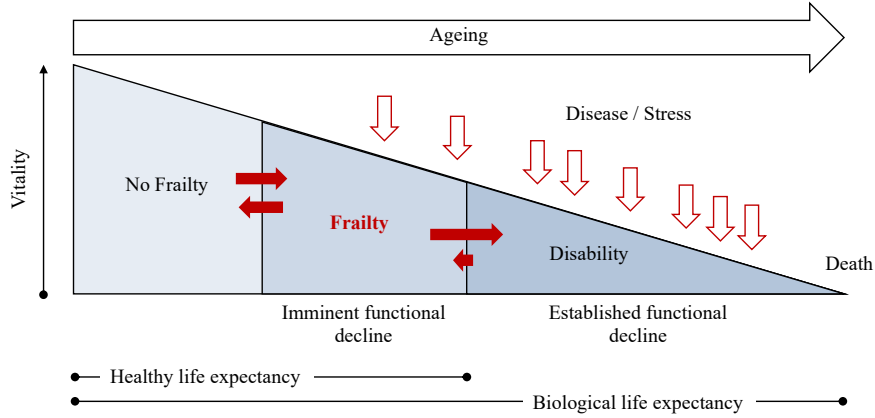 Ageing
Disease / Stress
Vitality
No Frailty
Frailty
Disability
Death
Imminent functional
decline
Established functional
decline
Healthy life expectancy
Biological life expectancy